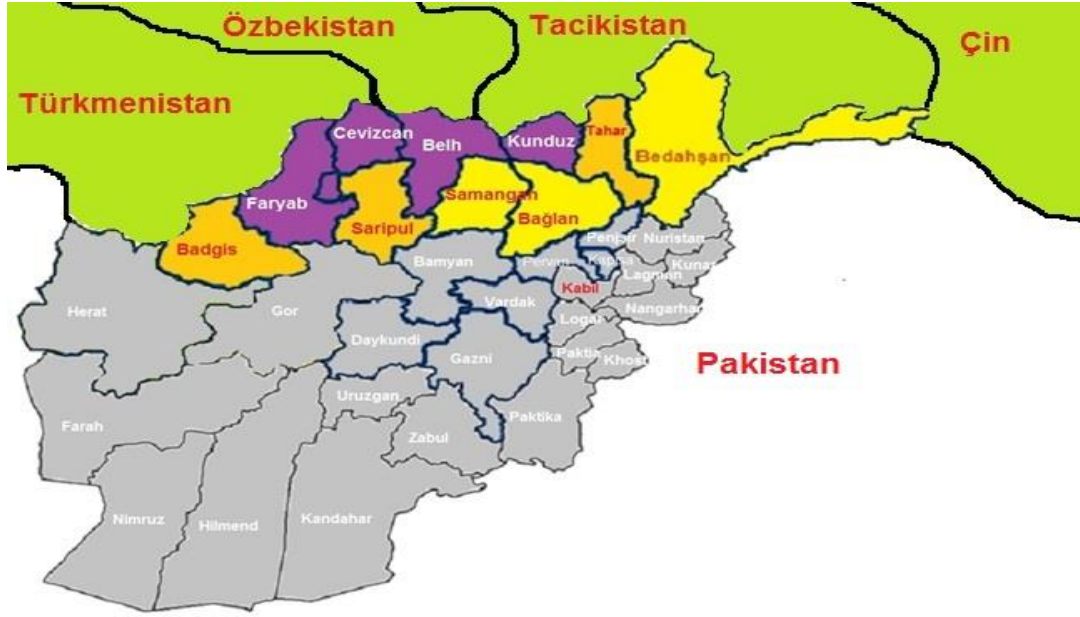 Özbekistan
Tacikistan
Çin
Türkmenistan
Cevizcan
Belh
Kunduz
Tahar
Bedahşan
Faryab
Samangan
Saripul
Bağlan
Badgis
Penjşir
Nuristan
Bamyan
Pervan
Kapisa
Kunar
Lagman
Kabil
Herat
Gor
Vardak
Nangarhar
Logar
Daykundi
Gazni
Paktia
Khost
Pakistan
Uruzgan
Farah
Zabul
Paktika
Nimruz
Hilmend
Kandahar